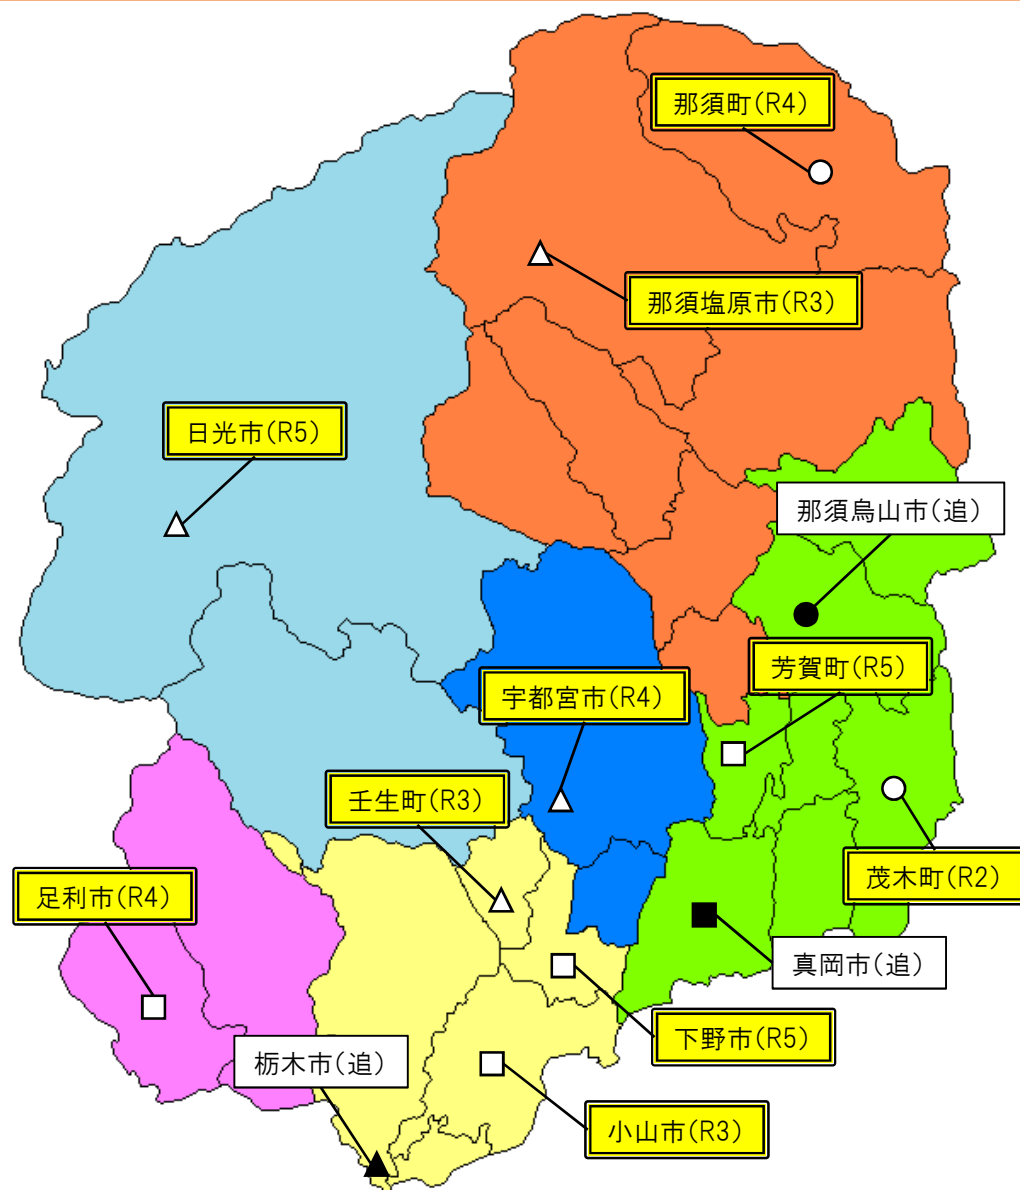 那須町(R4)
那須塩原市(R3)
日光市(R5)
那須烏山市(追)
芳賀町(R5)
宇都宮市(R4)
壬生町(R3)
茂木町(R2)
足利市(R4)
真岡市(追)
下野市(R5)
栃木市(追)
小山市(R3)